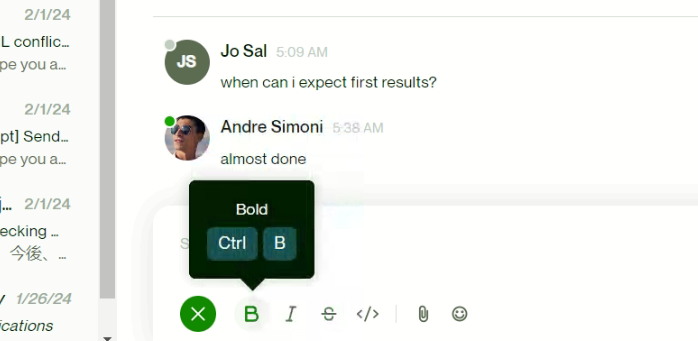 2/1/24
L conflic...
pe you a...
2/1/24
pt] Send...
pe you a...
j... 2/1/24
ecking ...
今後、...
1/26/24
ications
Jo Sal 5:09 AM
JS
when can i expect first results?
Andre Simoni 5:38 AM
almost done
Bold
Ctrl B
S
B I S </>